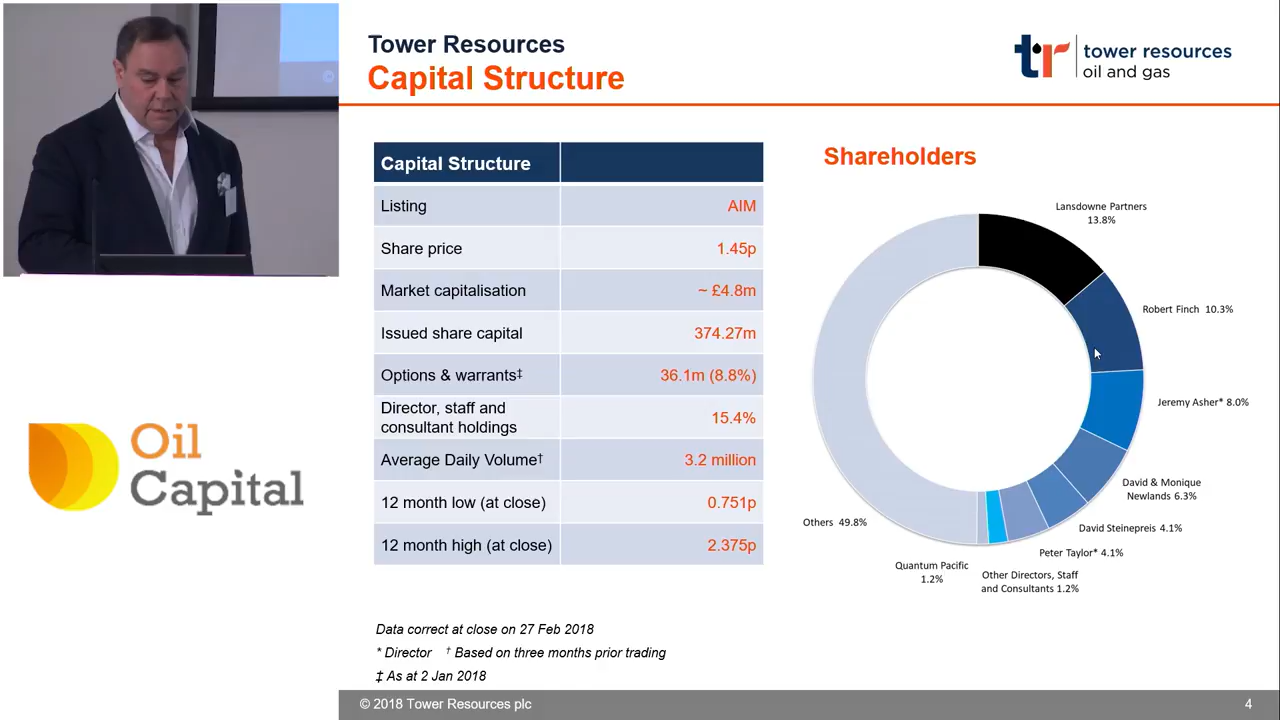 Tower Resources
Capital Structure
tr tower resources
oil and gas
Capital Structure
Listing AIM
Share price 1.45p
Market capitalisation ~ £4.8m
Issued share capital 374.27m
Options & warrants‡ 36.1m (8.8%)
Director, staff and
consultant holdings 15.4%
Average Daily Volume† 3.2 million
12 month low (at close) 0.751p
12 month high (at close) 2.375p
Data correct at close on 27 Feb 2018
* Director † Based on three months prior trading
‡ As at 2 Jan 2018
Shareholders
Lansdowne Partners
13.8%
Robert Finch 10.3%
Jeremy Asher* 8.0%
David & Monique
Newlands 6.3%
David Steinepreis 4.1%
Peter Taylor* 4.1%
Other Directors, Staff
and Consultants 1.2%
Quantum Pacific
1.2%
Others 49.8%
Oil
Capital
© 2018 Tower Resources plc 4